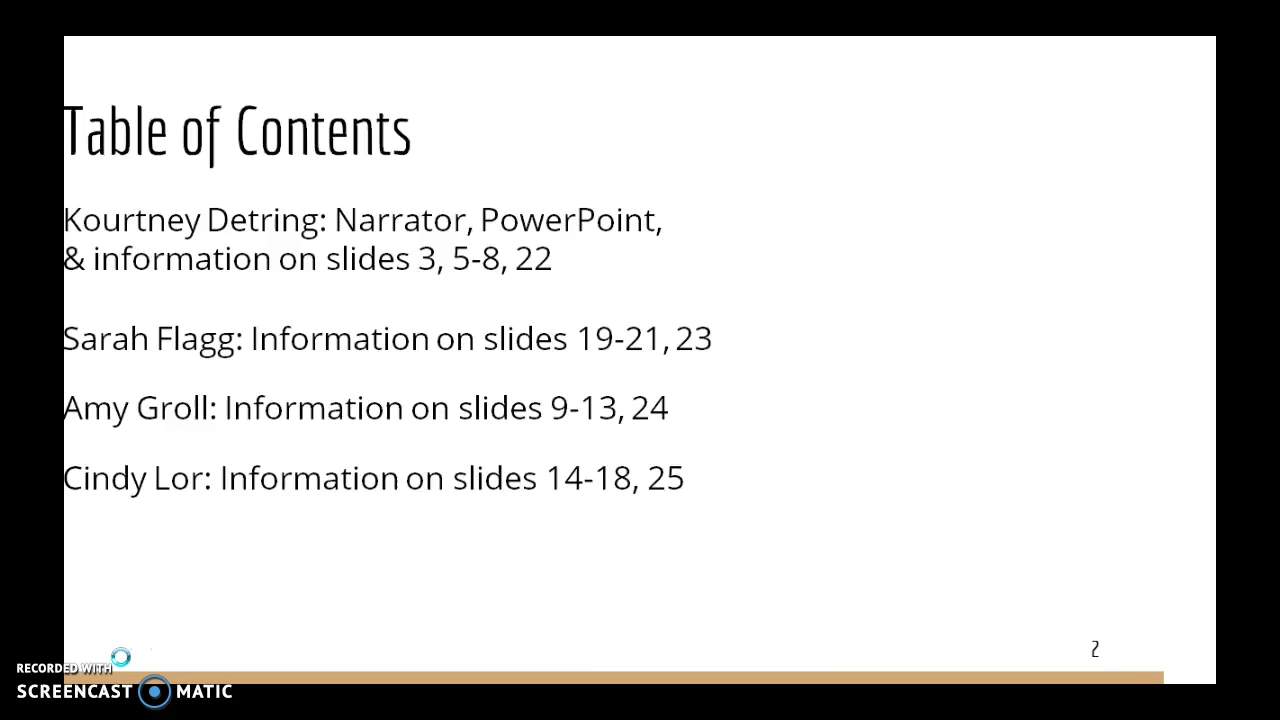 Table of Contents
Kourtney Detring: Narrator, PowerPoint,
& information on slides 3, 5-8, 22
Sarah Flagg: Information on slides 19-21, 23
Amy Groll: Information on slides 9-13, 24
Cindy Lor: Information on slides 14-18, 25
2
RECORDED WITH
SCREENCAST MATIC